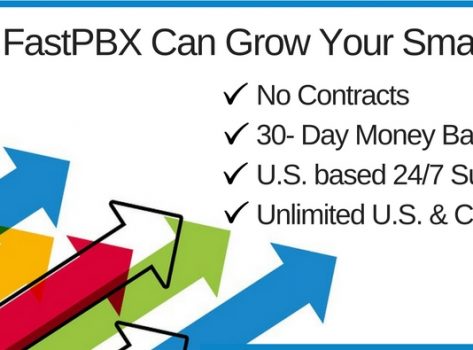 FastPBX Can Grow Your Sma
No Contracts
30- Day Money Ba
U.S. based 24/7 Su
Unlimited U.S. & C